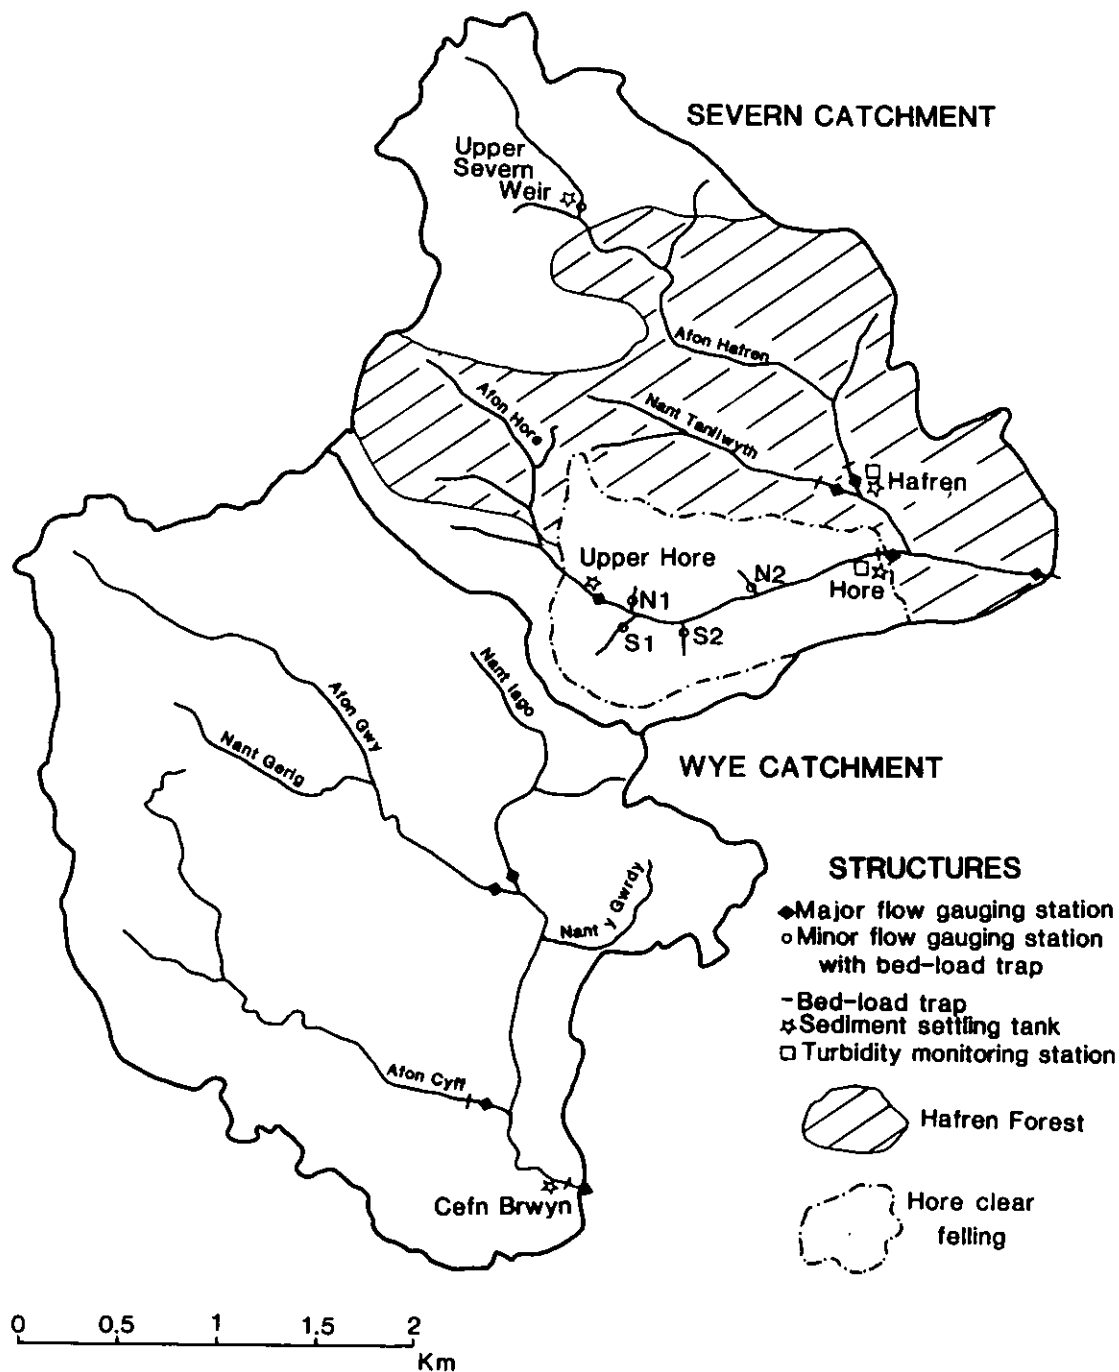 SEVERN CATCHMENT
Upper
Severn
Weir
Afon Hafren
Afon Hore
Nant Tanllwyth
Hafren
Upper Hore
N1
N2
Hore
S1
S2
Nant Iago
Afon Gwy
Nant Gerig
WYE CATCHMENT
Nant y Gwrdy
Afon Cyff
Cefn Brwyn
STRUCTURES
Major flow gauging station
Minor flow gauging station
with bed-load trap
Bed-load trap
Sediment settling tank
Turbidity monitoring station
Hafren Forest
Hore clear
felling
0 0.5 1 1.5 2
Km